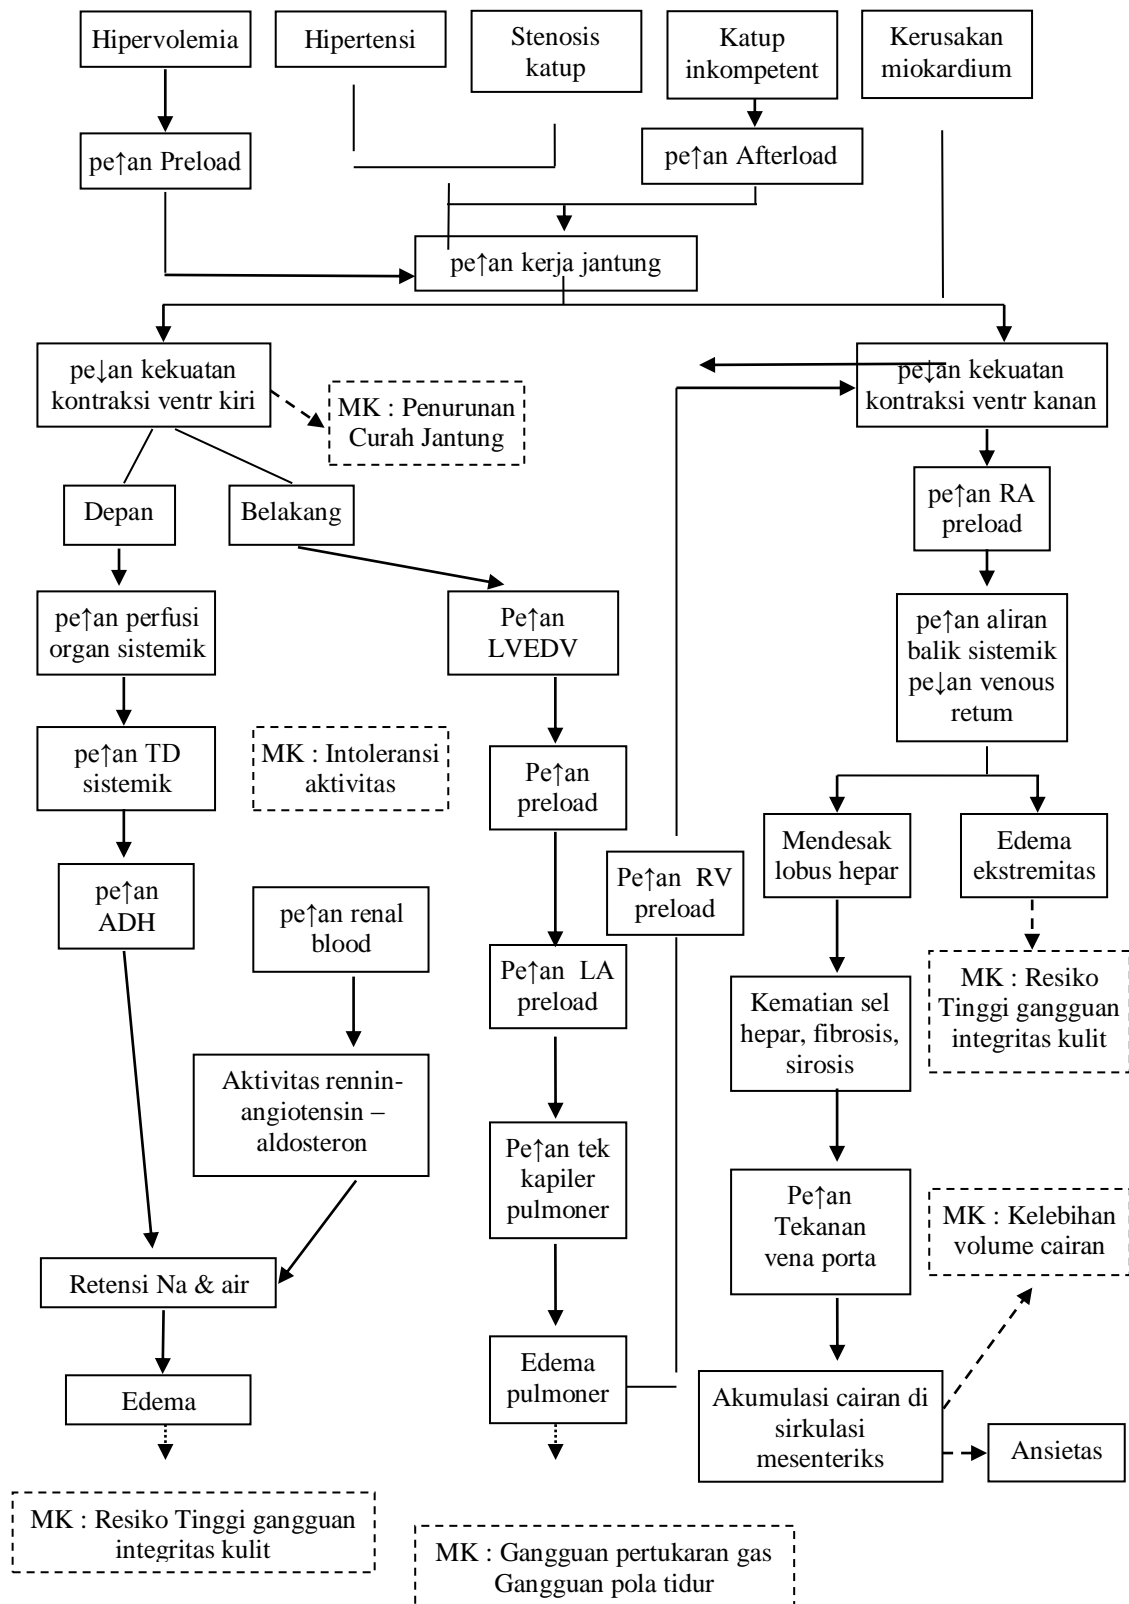 Hipervolemia
Hipertensi
Stenosis
katup
Katup
inkompetent
Kerusakan
miokardium
pe↑an Preload
pe↑an Afterload
pe↑an kerja jantung
pe↓an kekuatan
kontraksi ventr kiri
MK : Penurunan
Curah Jantung
pe↓an kekuatan
kontraksi ventr kanan
Depan
Belakang
pe↑an RA
preload
pe↑an perfusi
organ sistemik
Pe↑an
LVEDV
pe↑an aliran
balik sistemik
pe↓an venous
retum
pe↑an TD
sistemik
MK : Intoleransi
aktivitas
Pe↑an
preload
Mendesak
lobus hepar
Edema
ekstremitas
pe↑an
ADH
pe↑an renal
blood
Pe↑an RV
preload
Pe↑an LA
preload
Kematian sel
hepar, fibrosis,
sirosis
MK : Resiko
Tinggi gangguan
integritas kulit
Aktivitas rennin-
angiotensin –
aldosteron
Pe↑an tek
kapiler
pulmoner
Pe↑an
Tekanan
vena porta
MK : Kelebihan
volume cairan
Retensi Na & air
Edema
Edema
pulmoner
Akumulasi cairan di
sirkulasi
mesenteriks
Ansietas
MK : Resiko Tinggi gangguan
integritas kulit
MK : Gangguan pertukaran gas
Gangguan pola tidur